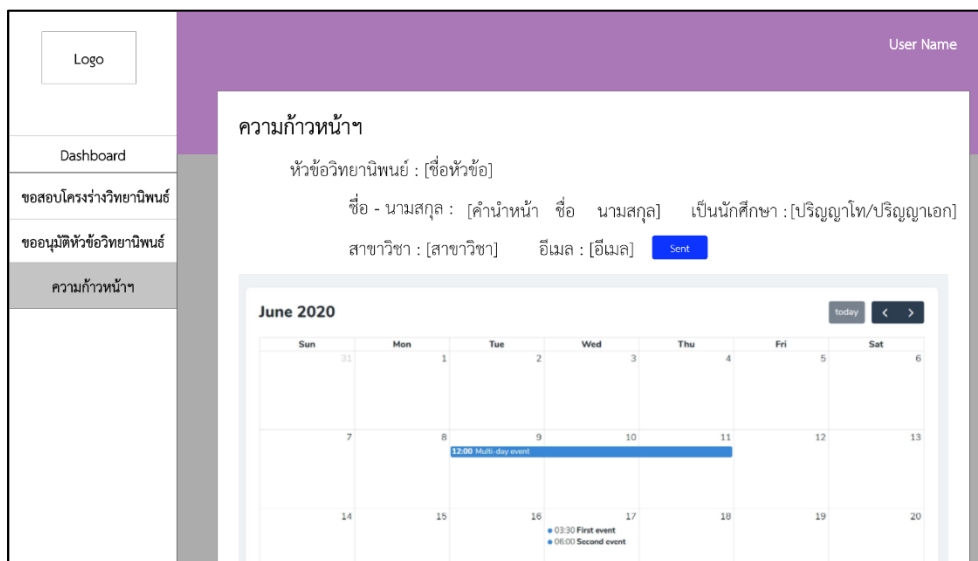 Logo
User Name
Dashboard
ขอสอบโครงร่างวิทยานิพนธ์
ขออนุมัติหัวข้อวิทยานิพนธ์
ความก้าวหน้าฯ
ความก้าวหน้าฯ
หัวข้อวิทยานิพนย์ : [ชื่อหัวข้อ]
ชื่อ - นามสกุล : [คำนำหน้า ชื่อ นามสกุล] เป็นนักศึกษา : [ปริญญาโท/ปริญญาเอก]
สาขาวิชา : [สาขาวิชา] อีเมล : [อีเมล] Sent
June 2020 today < >
Sun Mon Tue Wed Thu Fri Sat
31 1 2 3 4 5 6
7 8 9 10 11 12 13
12:00 Multi-day event
14 15 16 17 18 19 20
03:30 First event
06:00 Second event